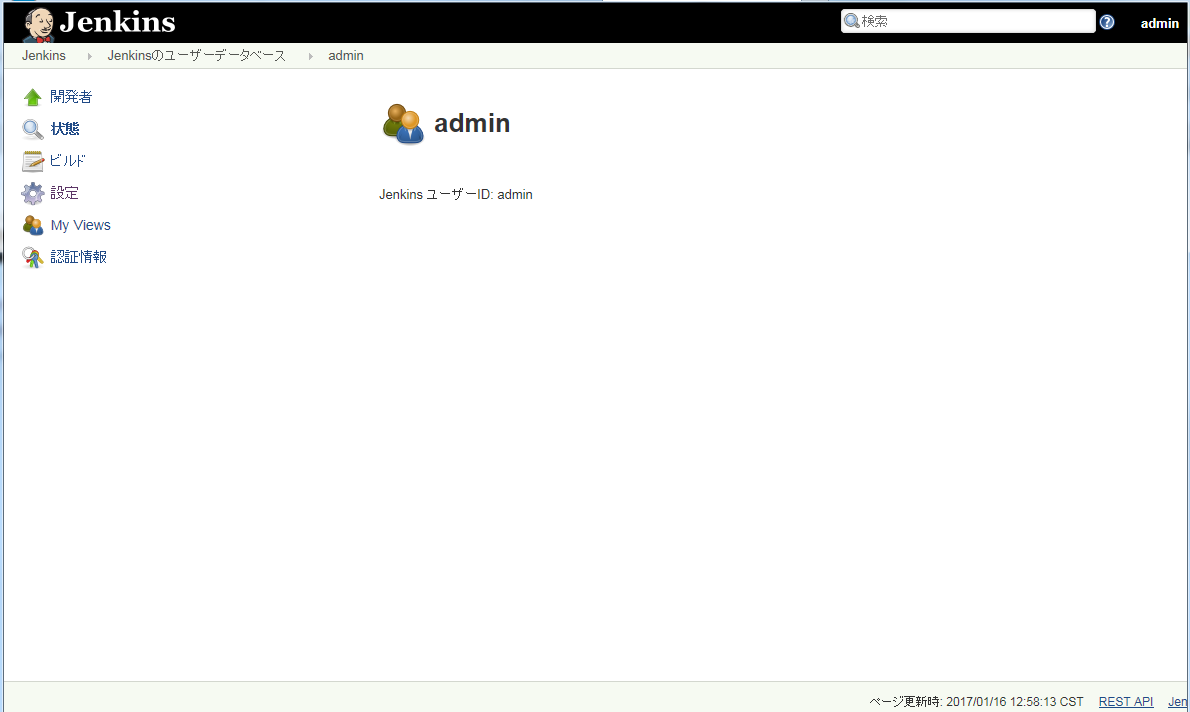 Jenkins
検索
admin
Jenkins
Jenkinsのユーザーデータベース
admin
開発者
状態
ビルド
設定
My Views
認証情報
admin
Jenkins ユーザーID: admin
ページ更新時: 2017/01/16 12:58:13 CST
REST API
Jen